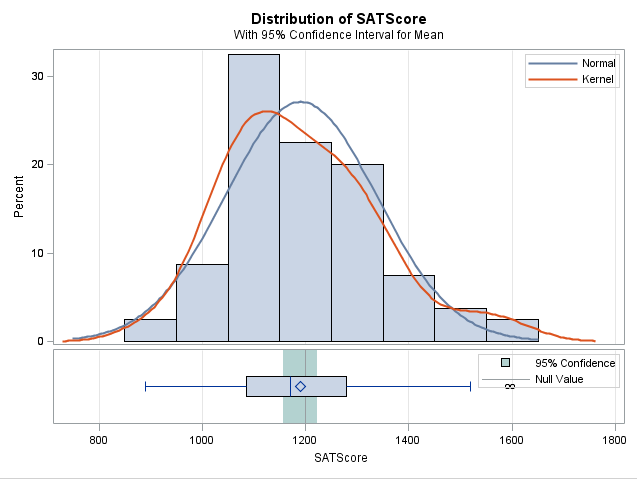 Distribution of SATScore
With 95% Confidence Interval for Mean
Normal
Kernel
30
20
10
0
Percent
95% Confidence
Null Value
800 1000 1200 1400 1600 1800
SATScore